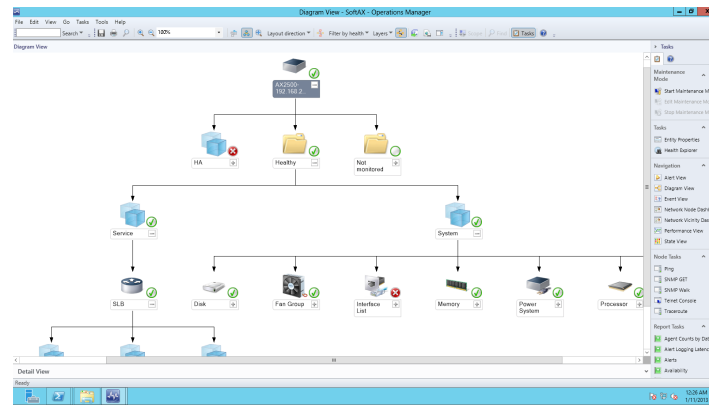 Diagram View - SoftAX - Operations Manager
File Edit View Go Tasks Tools Help
Search 100% Layout direction Filter by health Layers Scope Find Tasks
Diagram View
Tasks
AX2500-
192.168.2...
Maintenance
Mode
Start Maintenance M
Edit Maintenance Mo
Stop Maintenance M
Tasks
Entity Properties
Health Explorer
HA
Healthy
Not
monitored
Navigation
Alert View
Diagram View
Event View
Network Node Dash
Network Vicinity Das
Performance View
State View
Service
System
Node Tasks
Ping
SNMP GET
SNMP Walk
Telnet Console
Traceroute
SLB
Disk
Fan Group
Interface
List
Memory
Power
System
Processor
Report Tasks
Agent Counts by Dat
Alert Logging Latenc
Alerts
Availability
Detail View
Ready
12:26 AM
1/11/2013